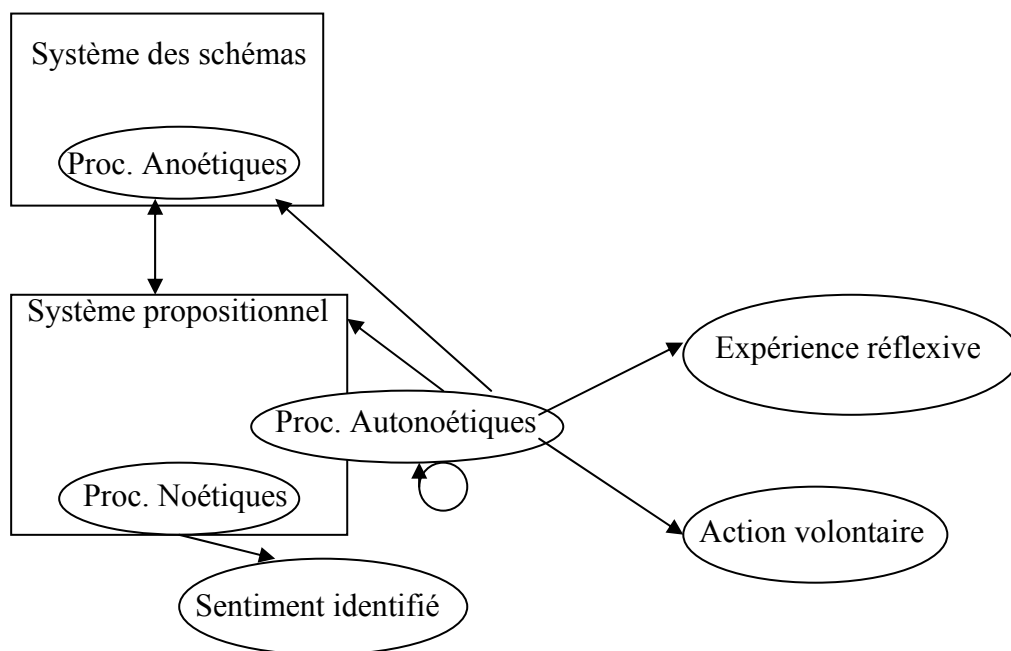 Système des schémas
Proc. Anoétiques
Système propositionnel
Expérience réflexive
Proc. Autonoétiques
Proc. Noétiques
Action volontaire
Sentiment identifié